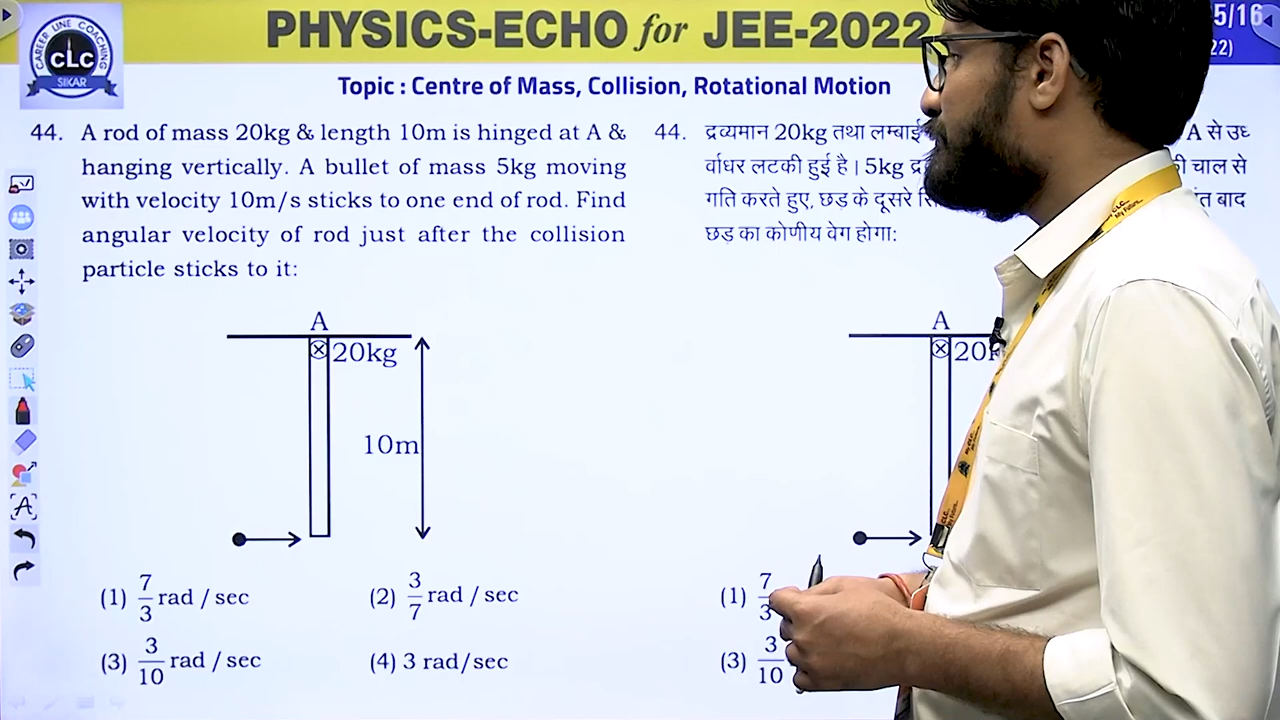 PHYSICS-ECHO for JEE-2022
5/16
22)
CAREER LINE COACHING
CLC
SIKAR
Topic : Centre of Mass, Collision, Rotational Motion
44. A rod of mass 20kg & length 10m is hinged at A &
hanging vertically. A bullet of mass 5kg moving
with velocity 10m/s sticks to one end of rod. Find
angular velocity of rod just after the collision
particle sticks to it:
A
20kg
10m
(1) 7/3 rad / sec
(2) 3/7 rad / sec
(3) 3/10 rad / sec
(4) 3 rad/sec
44. द्रव्यमान 20kg तथा लम्बाई A से उध
र्वाधर लटकी हुई है। 5kg चाल से
गति करते हुए, छड़ के दूसरे बाद
छड़ का कोणीय वेग होगा:
A
(1) 7/3
(3) 3/10
CLC